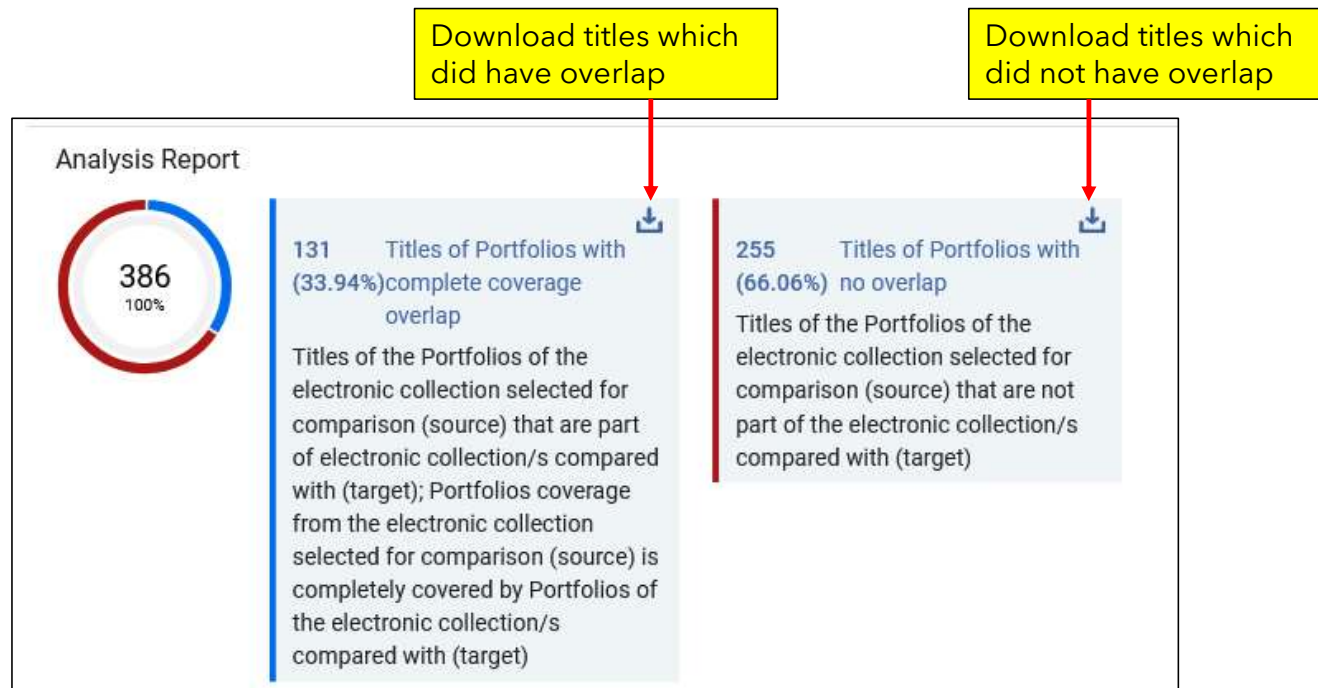 Download titles which
did have overlap
Download titles which
did not have overlap
Analysis Report
386
100%
131 Titles of Portfolios with
(33.94%) complete coverage
overlap
Titles of the Portfolios of the
electronic collection selected for
comparison (source) that are part
of electronic collection/s compared
with (target); Portfolios coverage
from the electronic collection
selected for comparison (source) is
completely covered by Portfolios of
the electronic collection/s
compared with (target)
255 Titles of Portfolios with
(66.06%) no overlap
Titles of the Portfolios of the
electronic collection selected for
comparison (source) that are not
part of the electronic collection/s
compared with (target)